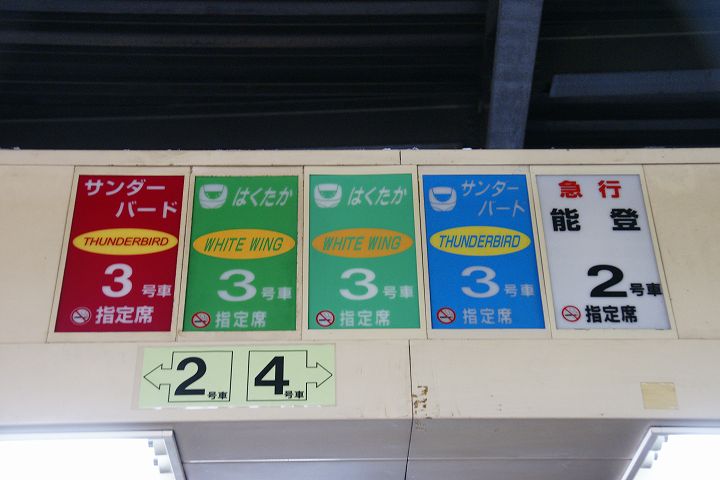 サンダー
バード
THUNDERBIRD
3号車
指定席
はくたか
WHITE WING
3号車
指定席
はくたか
WHITE WING
3号車
指定席
サンダー
バード
THUNDERBIRD
3号車
指定席
急行
能登
2号車
指定席
2号車
4号車